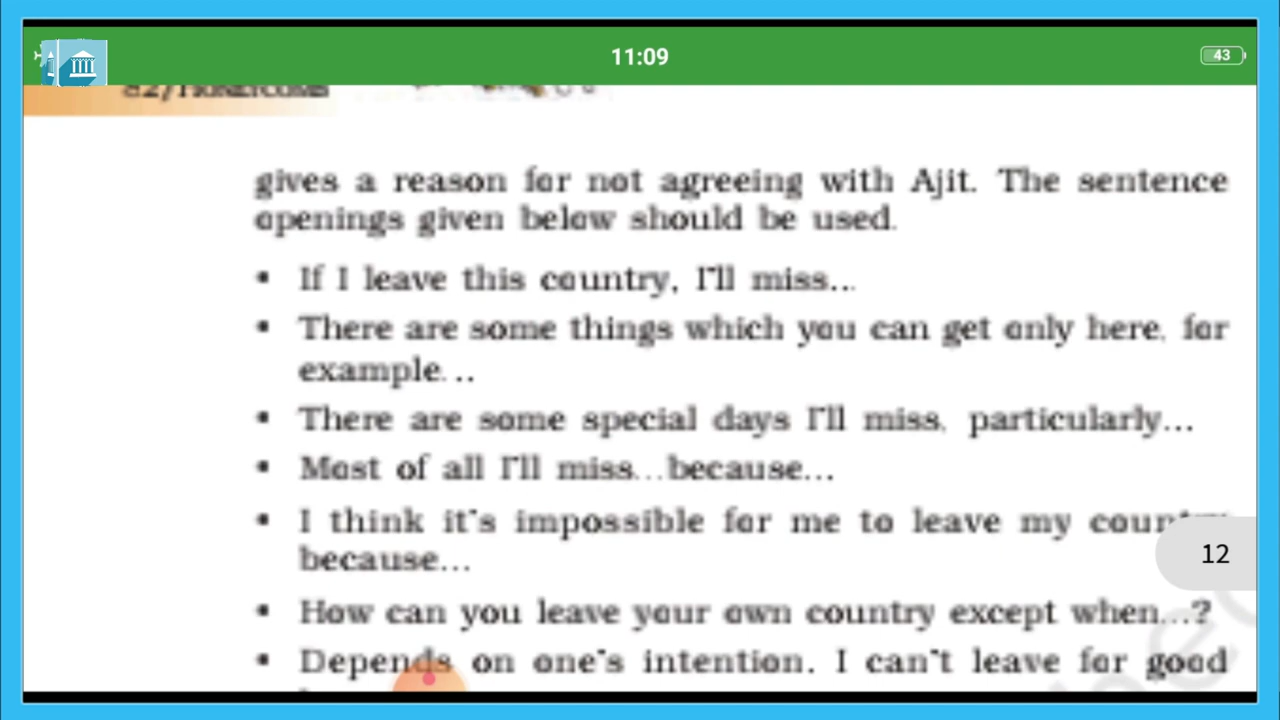 11:09
43
82/HONEYCOMB
gives a reason for not agreeing with Ajit. The sentence
openings given below should be used.
• If I leave this country, I'll miss...
• There are some things which you can get only here, for
example...
• There are some special days I'll miss, particularly...
• Most of all I'll miss...because...
• I think it's impossible for me to leave my country
because...
12
• How can you leave your own country except when...?
• Depends on one's intention. I can't leave for good